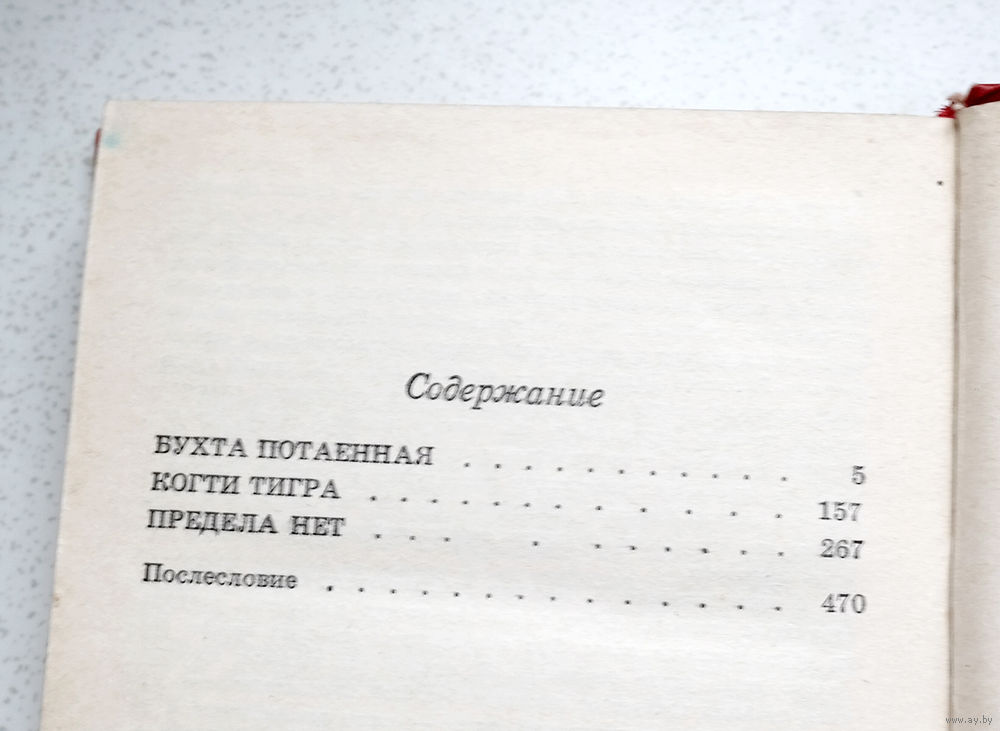 Содержание
БУХТА ПОТАЕННАЯ . . . . . . . . . . . 5
КОГТИ ТИГРА . . . . . . . . . . . . . 157
ПРЕДЕЛА НЕТ . . . . . . . . . . . 267
Послесловие . . . . . . . . . . . . . . . 470
www.ay.by